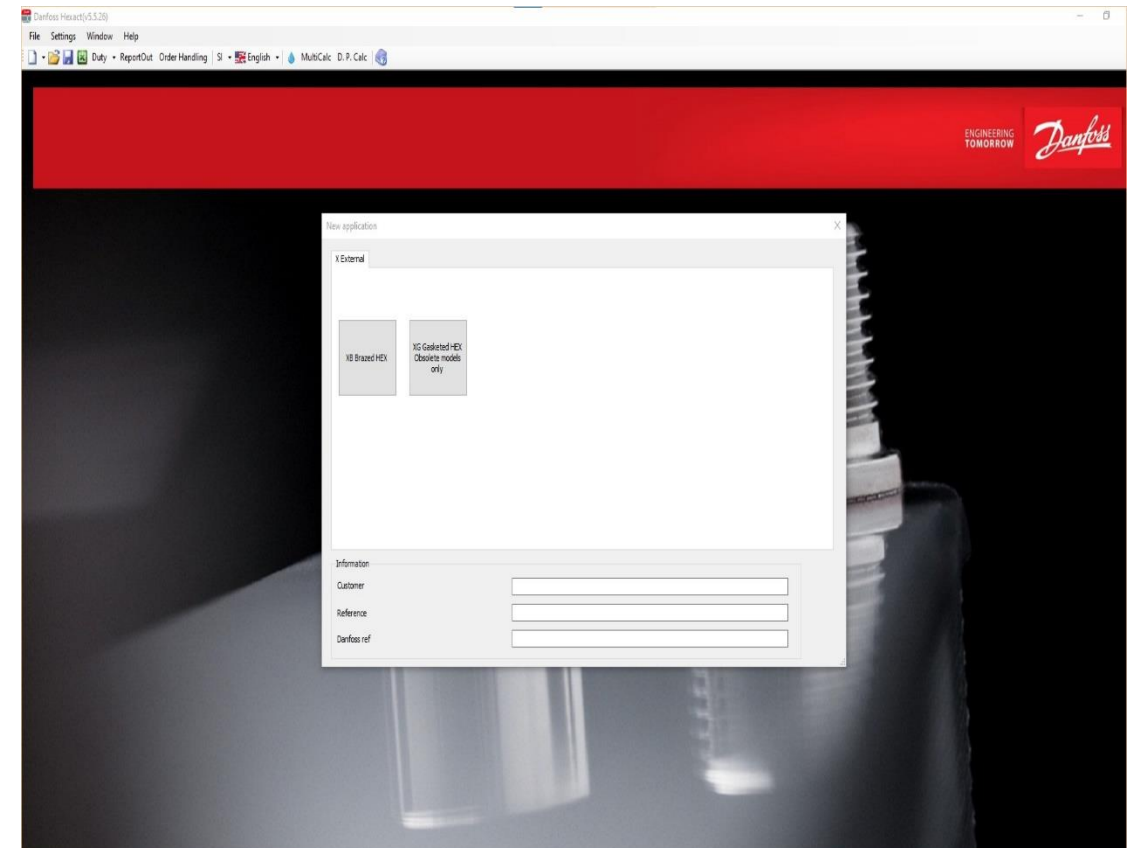 Danfoss Hexact(v5.5.26)
File Settings Window Help
Duty ReportOut Order Handling SI English MultiCalc D. P. Calc
ENGINEERING
TOMORROW
Danfoss
New application X
X External
XB Brazed HEX
XG Gasketed HEX
Obsolete models
only
Information
Customer
Reference
Danfoss ref